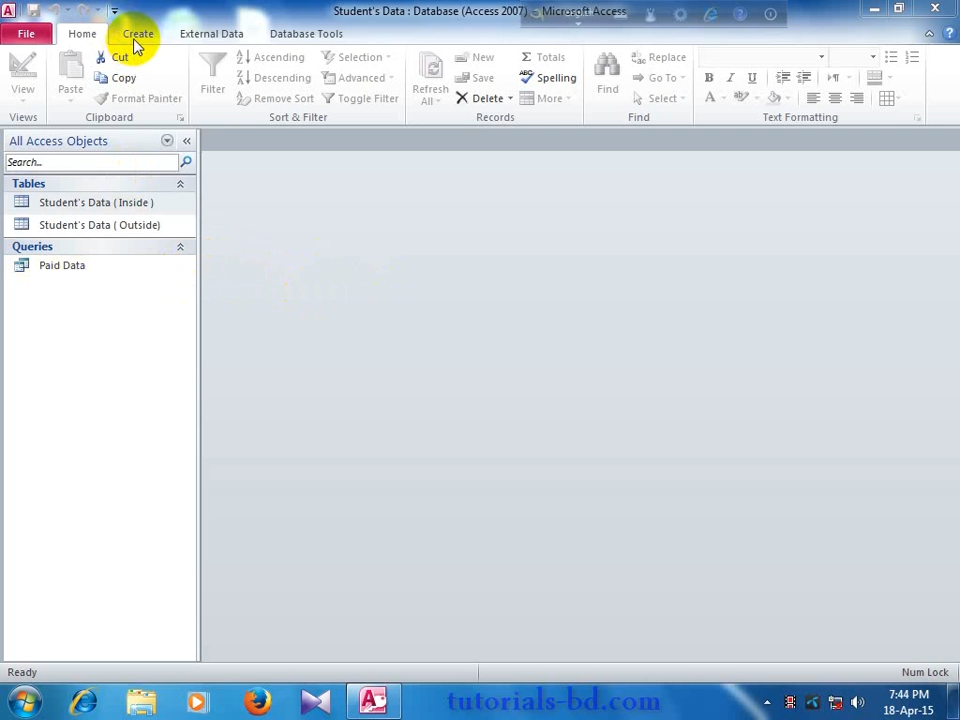 Student's Data : Database (Access 2007) - Microsoft Access
File Home Create External Data Database Tools
View
Views
Paste
Cut
Copy
Format Painter
Clipboard
Filter
Ascending
Descending
Remove Sort
Selection
Advanced
Toggle Filter
Sort & Filter
Refresh All
New
Save
Delete
Totals
Spelling
More
Records
Find
Replace
Go To
Select
Find
B I U
A
Text Formatting
All Access Objects
Search...
Tables
Student's Data ( Inside )
Student's Data ( Outside)
Queries
Paid Data
Ready
Num Lock
tutorials-bd.com
7:44 PM
18-Apr-15